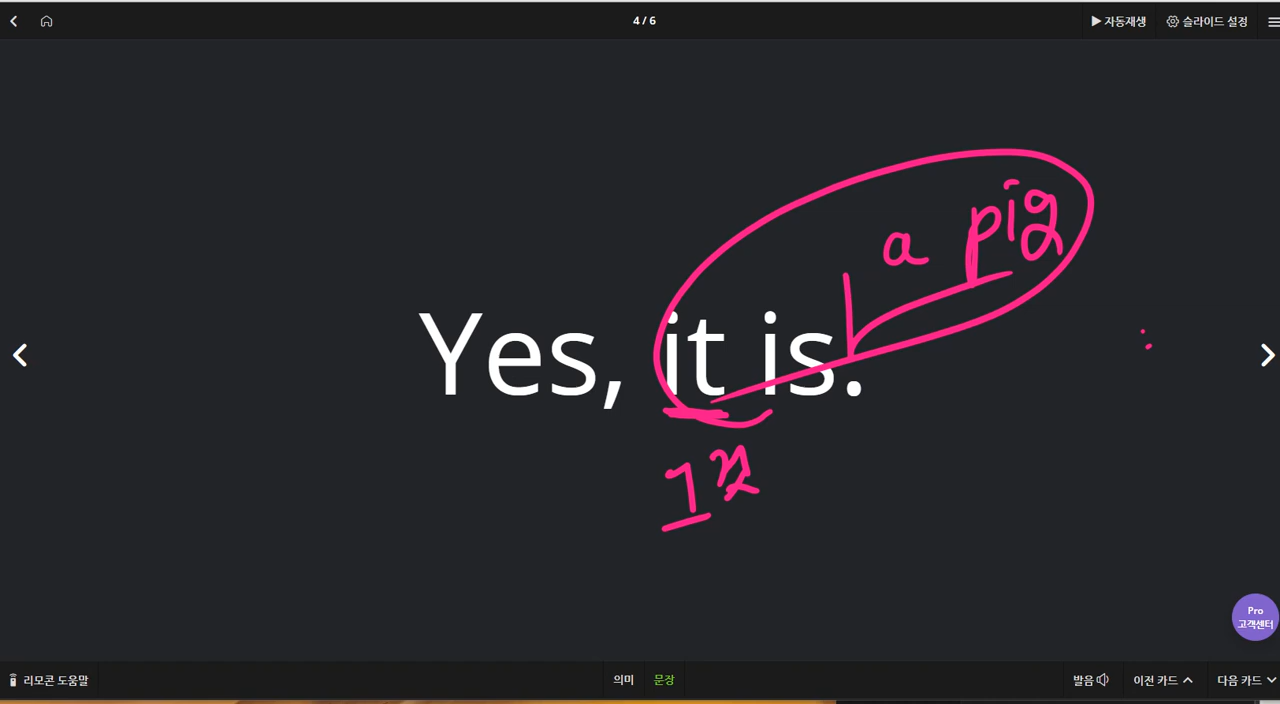 4 / 6
▶ 자동재생
슬라이드 설정
a pig
Yes, it is.
1개
Pro
고객센터
리모콘 도움말
의미
문장
발음
이전 카드
다음 카드